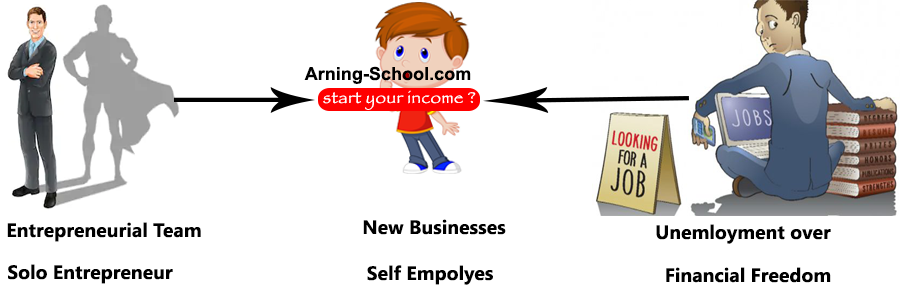 Arning-School.com
start your income ?
JOBS
LOOKING
FOR A
JOB
Entrepreneurial Team
New Businesses
Unemloyment over
Solo Entrepreneur
Self Empolyes
Financial Freedom